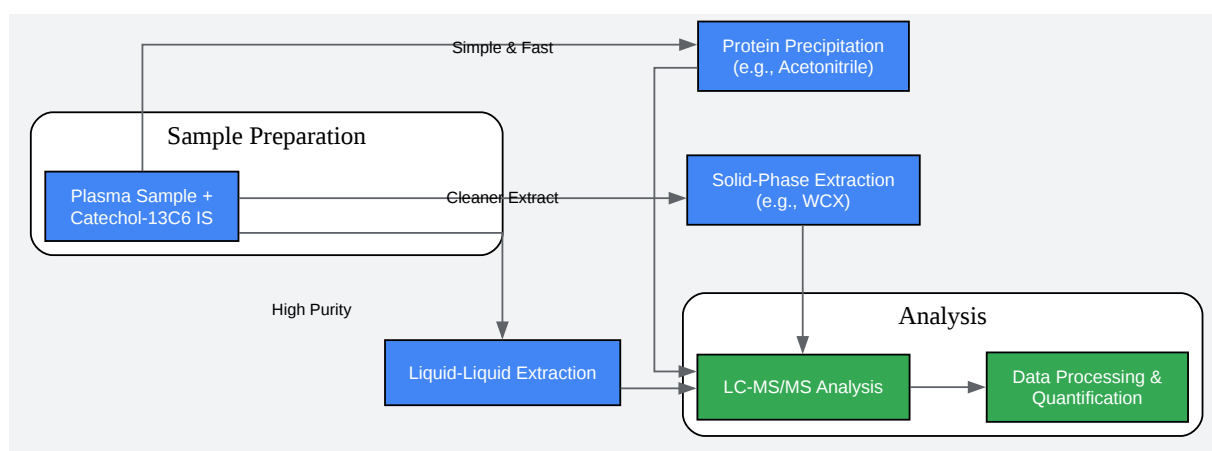 Simple & Fast
Protein Precipitation
(e.g., Acetonitrile)
Sample Preparation
Plasma Sample +
Catechol-13C6 IS
Cleaner Extract
Solid-Phase Extraction
(e.g., WCX)
High Purity
Liquid-Liquid Extraction
Analysis
LC-MS/MS Analysis
Data Processing &
Quantification